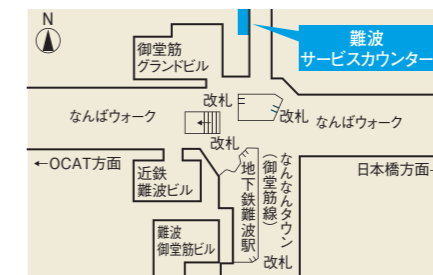 N
難波
サービスカウンター
御堂筋
グランドビル
改札
改札
なんばウォーク
なんばウォーク
改札
←OCAT方面
近鉄
難波ビル
地下鉄難波駅
（御堂筋線）
なんなんタウン
日本橋方面→
難波
御堂筋ビル
改札